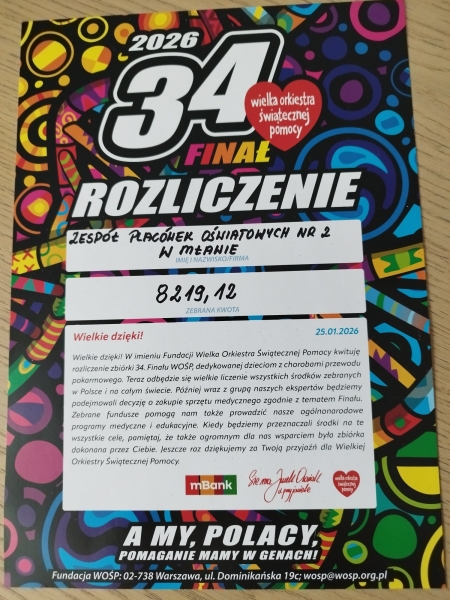 2026
34
wielka orkiestra
świątecznej
pomocy
FINAŁ
ROZLICZENIE
ZESPÓŁ PLACÓWEK OŚWIATOWYCH NR 2
W MŁAWIE
IMIĘ I NAZWISKO/FIRMA
8219,12
ZEBRANA KWOTA
Wielkie dzięki!
25.01.2026
Wielkie dzięki! W imieniu Fundacji Wielka Orkiestra Świątecznej Pomocy kwituję
rozliczenie zbiórki 34. Finału WOŚP, dedykowanej dzieciom z chorobami przewodu
pokarmowego. Teraz odbędzie się wielkie liczenie wszystkich środków zebranych
w Polsce i na całym świecie. Później wraz z grupą naszych ekspertów będziemy
podejmowali decyzję o zakupie sprzętu medycznego zgodnie z tematem Finału.
Zebrane fundusze pomogą nam także prowadzić nasze ogólnonarodowe
programy medyczne i edukacyjne. Kiedy będziemy przeznaczali środki na te
wszystkie cele, pamiętaj, że także ogromnym dla nas wsparciem było zbiórka
dokonana przez Ciebie. Jeszcze raz dziękujemy za Twoją przyjaźń dla Wielkiej
Orkiestry Świątecznej Pomocy.
mBank
wielka orkiestra
świątecznej
pomocy
A MY, POLACY,
POMAGANIE MAMY W GENACH!
Fundacja WOŚP: 02-738 Warszawa, ul. Dominikańska 19c; wosp@wosp.org.pl